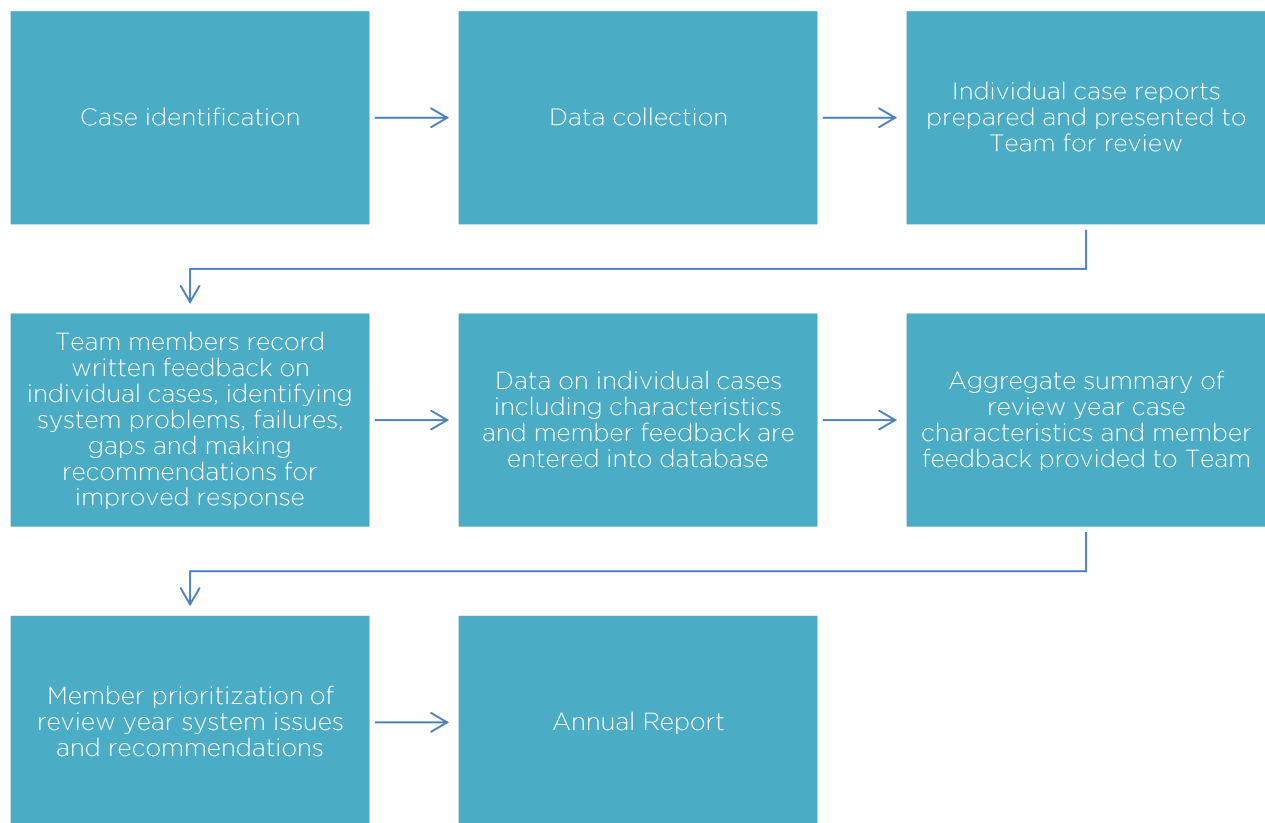 Case identification
Data collection
Individual case reports
prepared and presented to
Team for review
Team members record
written feedback on
individual cases, identifying
system problems, failures,
gaps and making
recommendations for
improved response
Data on individual cases
including characteristics
and member feedback are
entered into database
Aggregate summary of
review year case
characteristics and member
feedback provided to Team
Member prioritization of
review year system issues
and recommendations
Annual Report